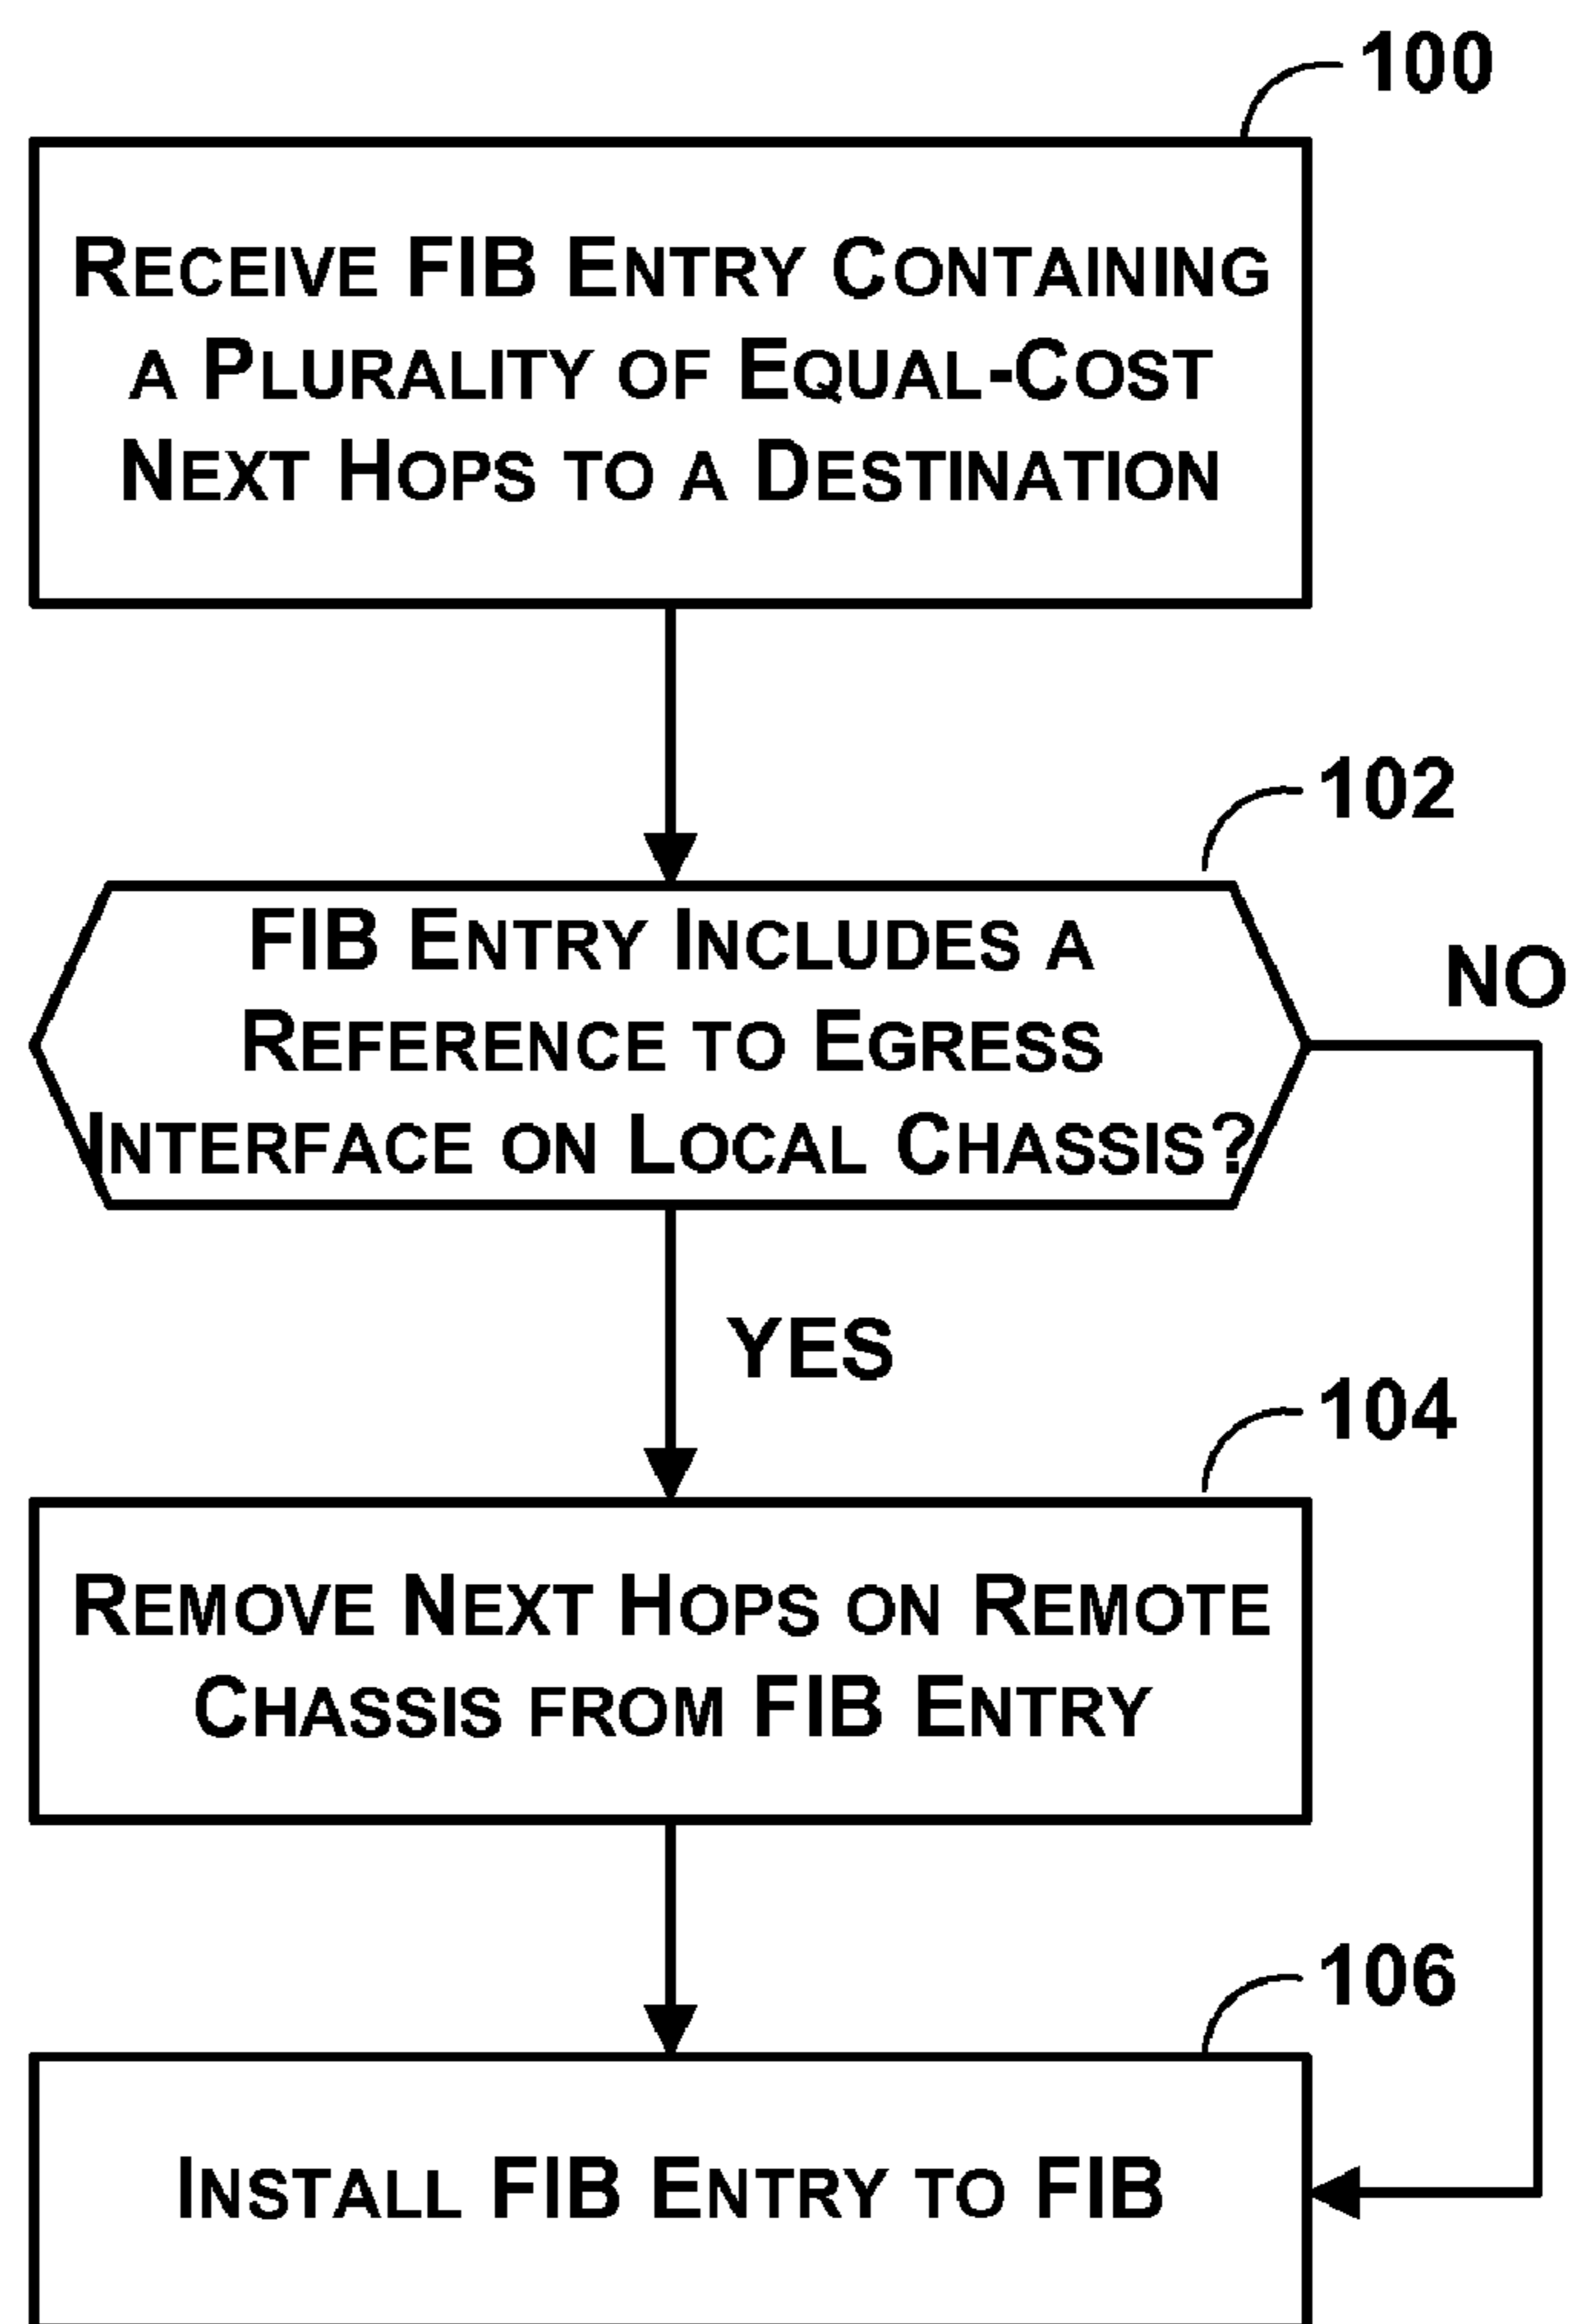 100
RECEIVE FIB ENTRY CONTAINING
A PLURALITY OF EQUAL-COST
NEXT HOPS TO A DESTINATION
102
FIB ENTRY INCLUDES A
REFERENCE TO EGRESS
INTERFACE ON LOCAL CHASSIS?
NO
YES
104
REMOVE NEXT HOPS ON REMOTE
CHASSIS FROM FIB ENTRY
106
INSTALL FIB ENTRY TO FIB